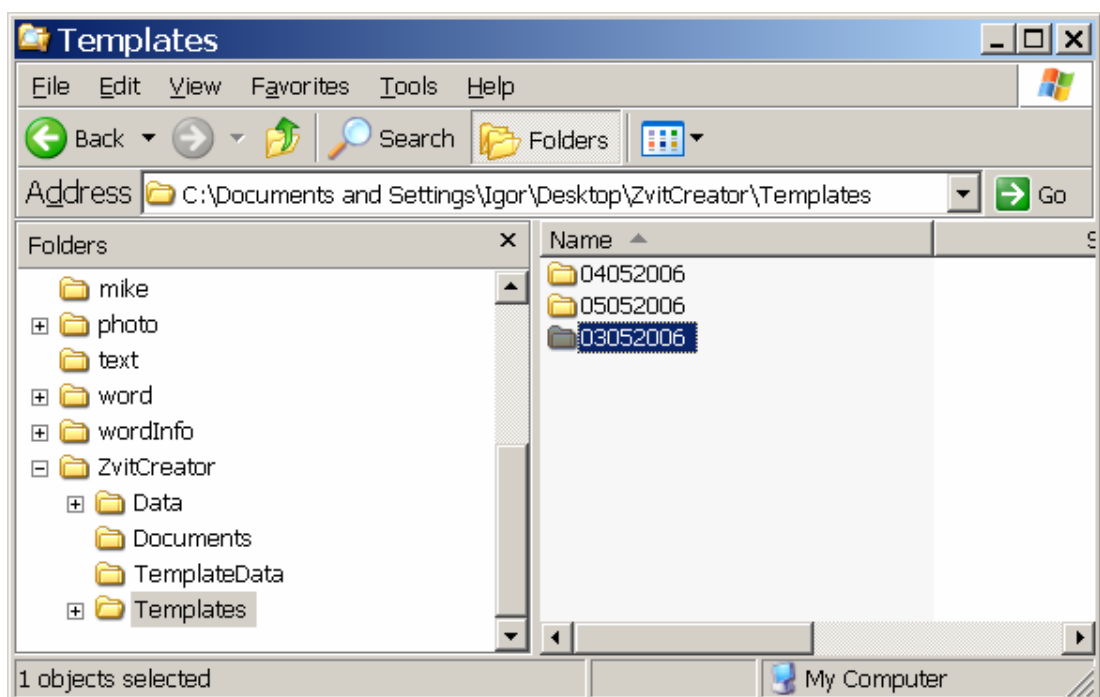 Templates
File Edit View Favorites Tools Help
Back Search Folders
Address C:\Documents and Settings\Igor\Desktop\ZvitCreator\Templates Go
Folders
mike
photo
text
word
wordInfo
ZvitCreator
Data
Documents
TemplateData
Templates
Name
04052006
05052006
03052006
1 objects selected My Computer